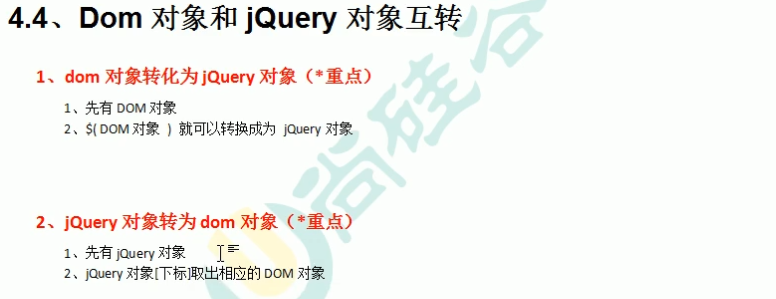 4.4、Dom 对象和 jQuery 对象互转
1、dom 对象转化为 jQuery 对象（*重点）
1、先有 DOM 对象
2、$( DOM 对象 ) 就可以转换成为 jQuery 对象
2、jQuery 对象转为 dom 对象（*重点）
1、先有 jQuery 对象
2、jQuery 对象[下标]取出相应的 DOM 对象
尚硅谷